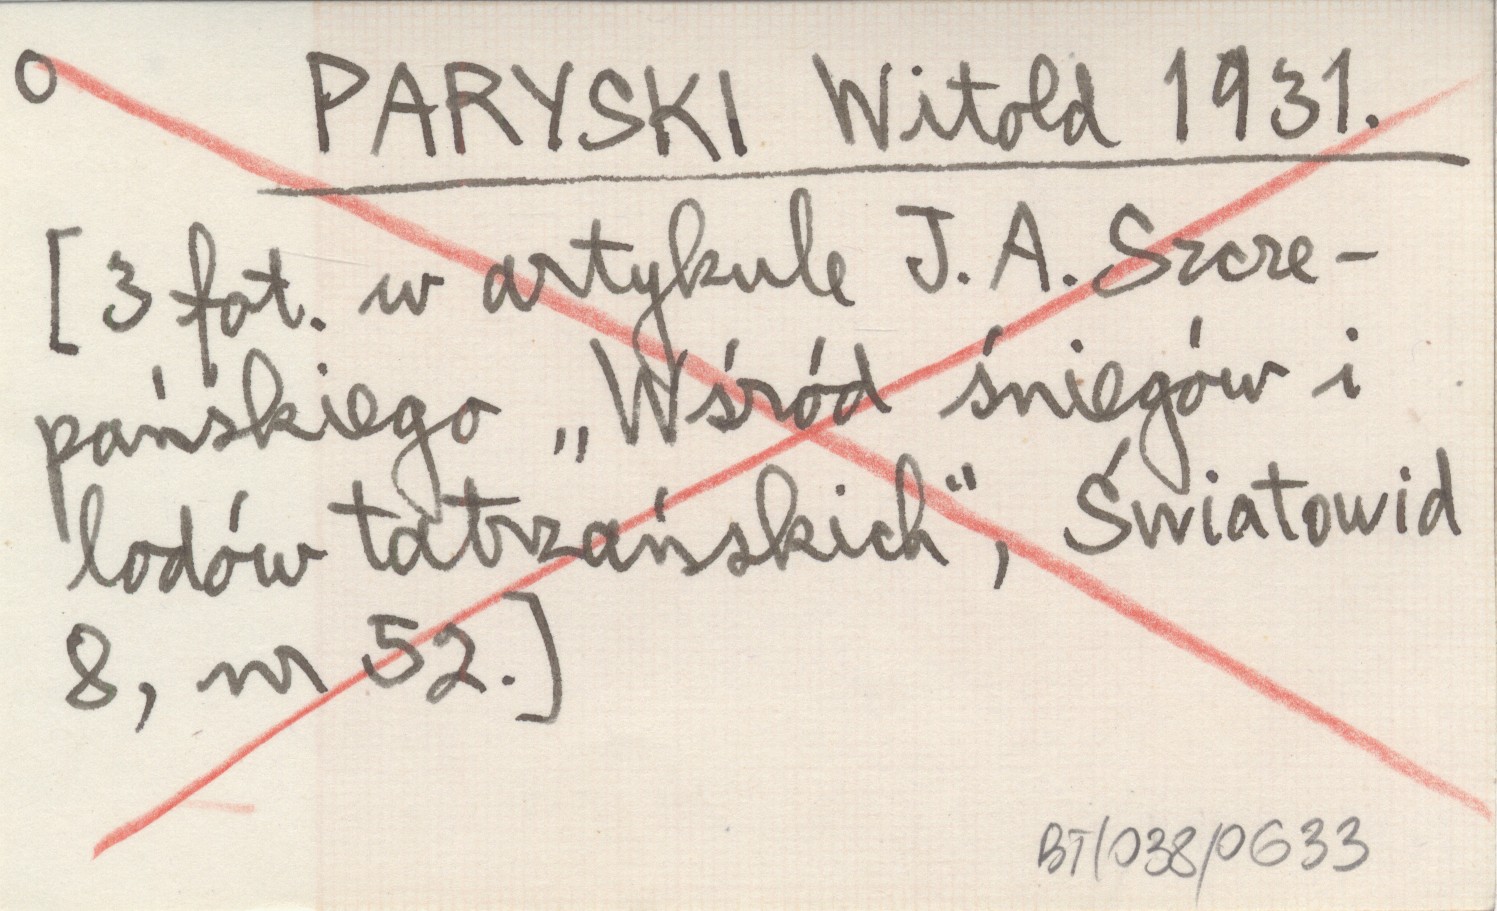 o PARYSKI Witold 1931.
[3 fot. w artykule J. A. Szcze-
pańskiego „Wśród śniegów i
lodów tatrzańskich", Światowid
8, nr 52.]
BT/038/0633